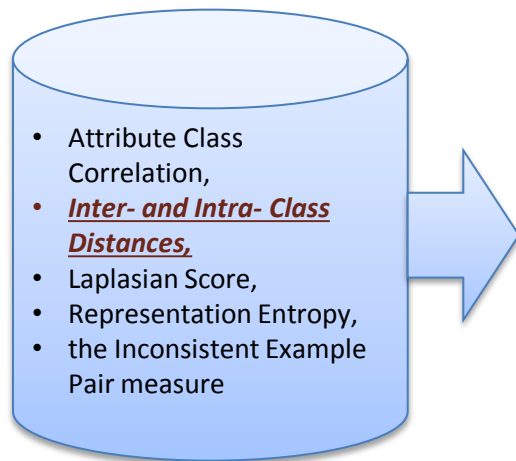 • Attribute Class
Correlation,
• Inter- and Intra- Class
Distances,
• Laplasian Score,
• Representation Entropy,
• the Inconsistent Example
Pair measure